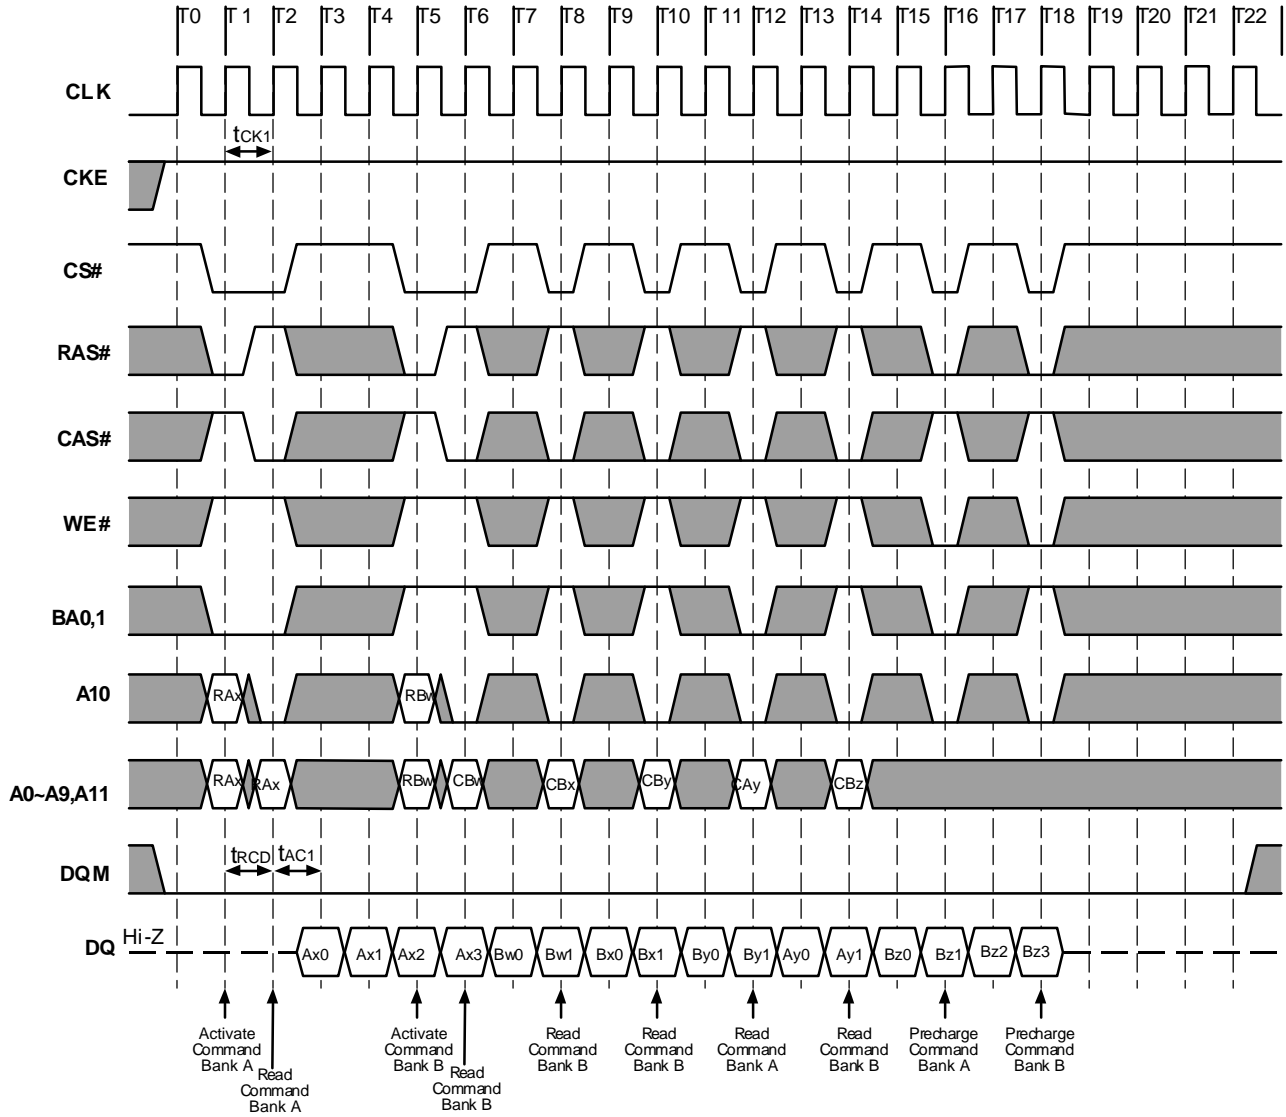 T0 T 1 T2 T3 T4 T5 T6 T7 T8 T9 T10 T 11 T12 T13 T14 T15 T16 T17 T18 T19 T20 T21 T22
CLK
tCK1
CKE
CS#
RAS#
CAS#
WE#
BA0,1
A10 RAx RBw
A0~A9,A11 RAx RAx RBw CBw CBx CBy CAy CBz
DQM tRCD tAC1
DQ Hi-Z Ax0 Ax1 Ax2 Ax3 Bw0 Bw1 Bx0 Bx1 By0 By1 Ay0 Ay1 Bz0 Bz1 Bz2 Bz3
Activate
Command
Bank A
Read
Command
Bank A
Activate
Command
Bank B
Read
Command
Bank B
Read
Command
Bank B
Read
Command
Bank B
Read
Command
Bank A
Read
Command
Bank B
Precharge
Command
Bank A
Precharge
Command
Bank B